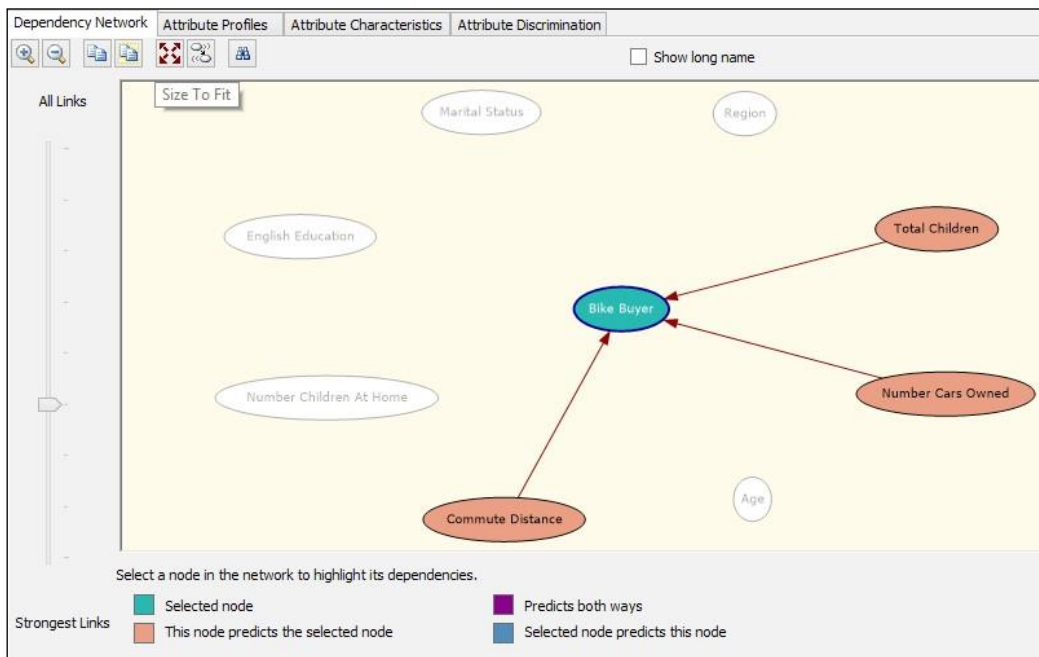 Dependency Network Attribute Profiles Attribute Characteristics Attribute Discrimination
Show long name
All Links
Size To Fit
Marital Status
Region
Total Children
English Education
Bike Buyer
Number Children At Home
Number Cars Owned
Age
Commute Distance
Select a node in the network to highlight its dependencies.
Selected node
Predicts both ways
Strongest Links
This node predicts the selected node
Selected node predicts this node